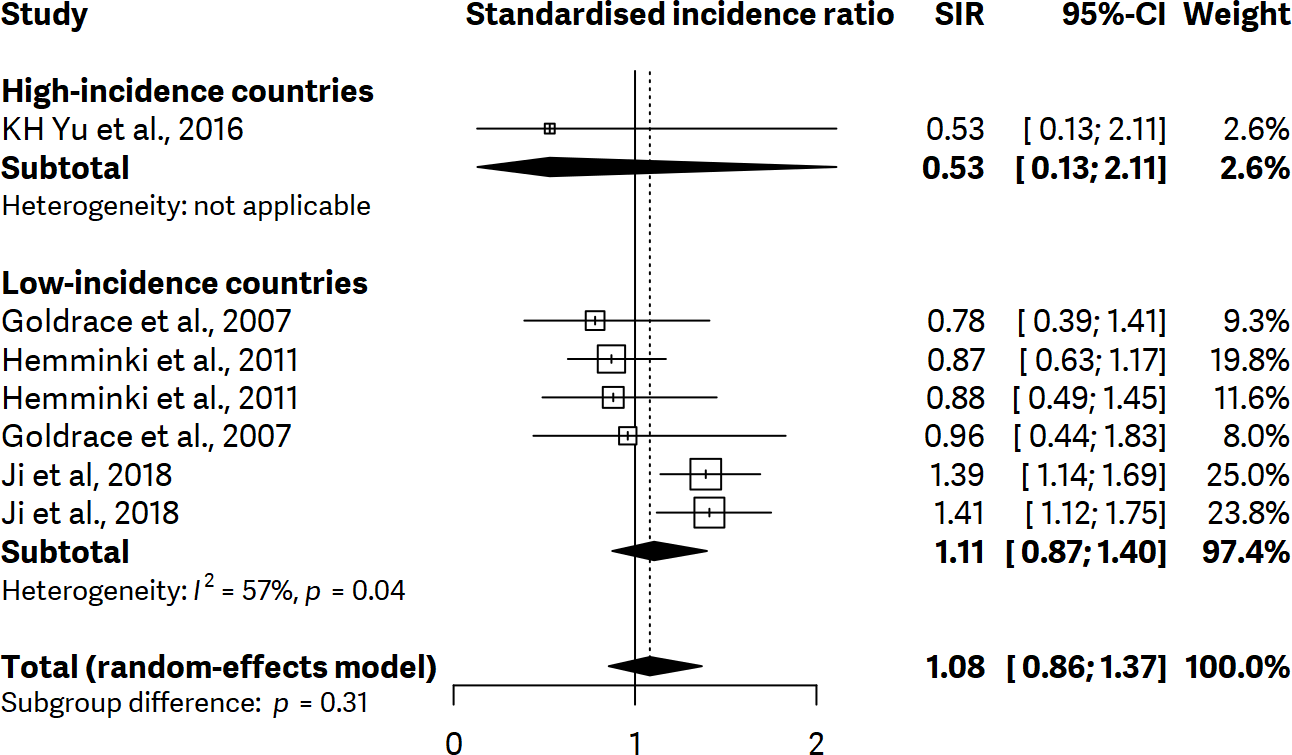 Study Standardised incidence ratio SIR 95%-CI Weight
High-incidence countries
KH Yu et al., 2016 0.53 [ 0.13; 2.11] 2.6%
Subtotal 0.53 [ 0.13; 2.11] 2.6%
Heterogeneity: not applicable
Low-incidence countries
Goldrace et al., 2007 0.78 [ 0.39; 1.41] 9.3%
Hemminki et al., 2011 0.87 [ 0.63; 1.17] 19.8%
Hemminki et al., 2011 0.88 [ 0.49; 1.45] 11.6%
Goldrace et al., 2007 0.96 [ 0.44; 1.83] 8.0%
Ji et al, 2018 1.39 [ 1.14; 1.69] 25.0%
Ji et al., 2018 1.41 [ 1.12; 1.75] 23.8%
Subtotal 1.11 [ 0.87; 1.40] 97.4%
Heterogeneity: I² = 57%, p = 0.04
Total (random-effects model) 1.08 [ 0.86; 1.37] 100.0%
Subgroup difference: p = 0.31
0 1 2